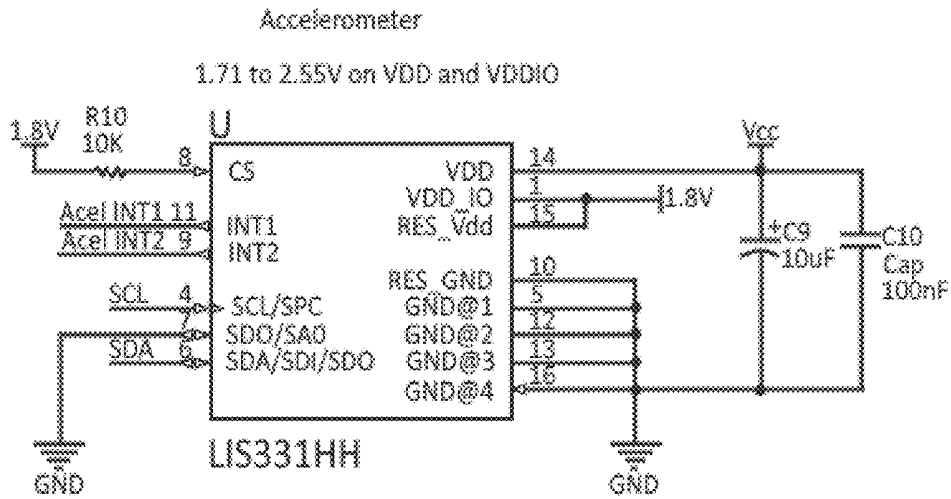 Accelerometer
1.71 to 2.55V on VDD and VDDIO
1.8V
R10
10K
U
Vcc
8
CS
VDD
14
VDD_IO
1
1.8V
Acel INT1
11
INT1
RES_Vdd
15
Acel INT2
9
INT2
+
C9
10uF
C10
Cap
100nF
RES_GND
10
SCL
4
SCL/SPC
GND@1
5
7
SDO/SA0
GND@2
12
SDA
6
SDA/SDI/SDO
GND@3
13
GND@4
16
LIS331HH
GND
GND